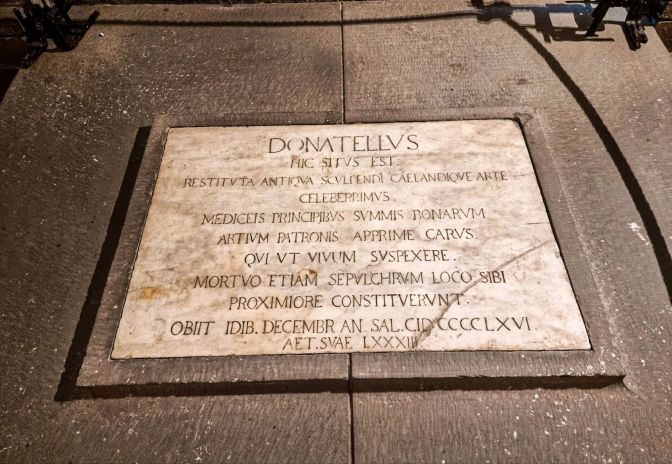 DONATELLVS
HIC SITVS EST.
RESTITVTA ANTIQVA SCVLPENDI CAELANDIQVE ARTE
CELEBERRIMVS.
MEDICEIS PRINCIPIBVS SVMMIS BONARVM
ARTIVM PATRONIS APPRIME CARVS
QVI VT VIVVM SVSPEXERE.
MORTVO ETIAM SEPVLCHRVM LOCO SIBI
PROXIMIORE CONSTITVERVNT.
OBIIT IDIB. DECEMBR AN. SAL. CIƆ CCCCLXVI.
AET. SVAE LXXXIII